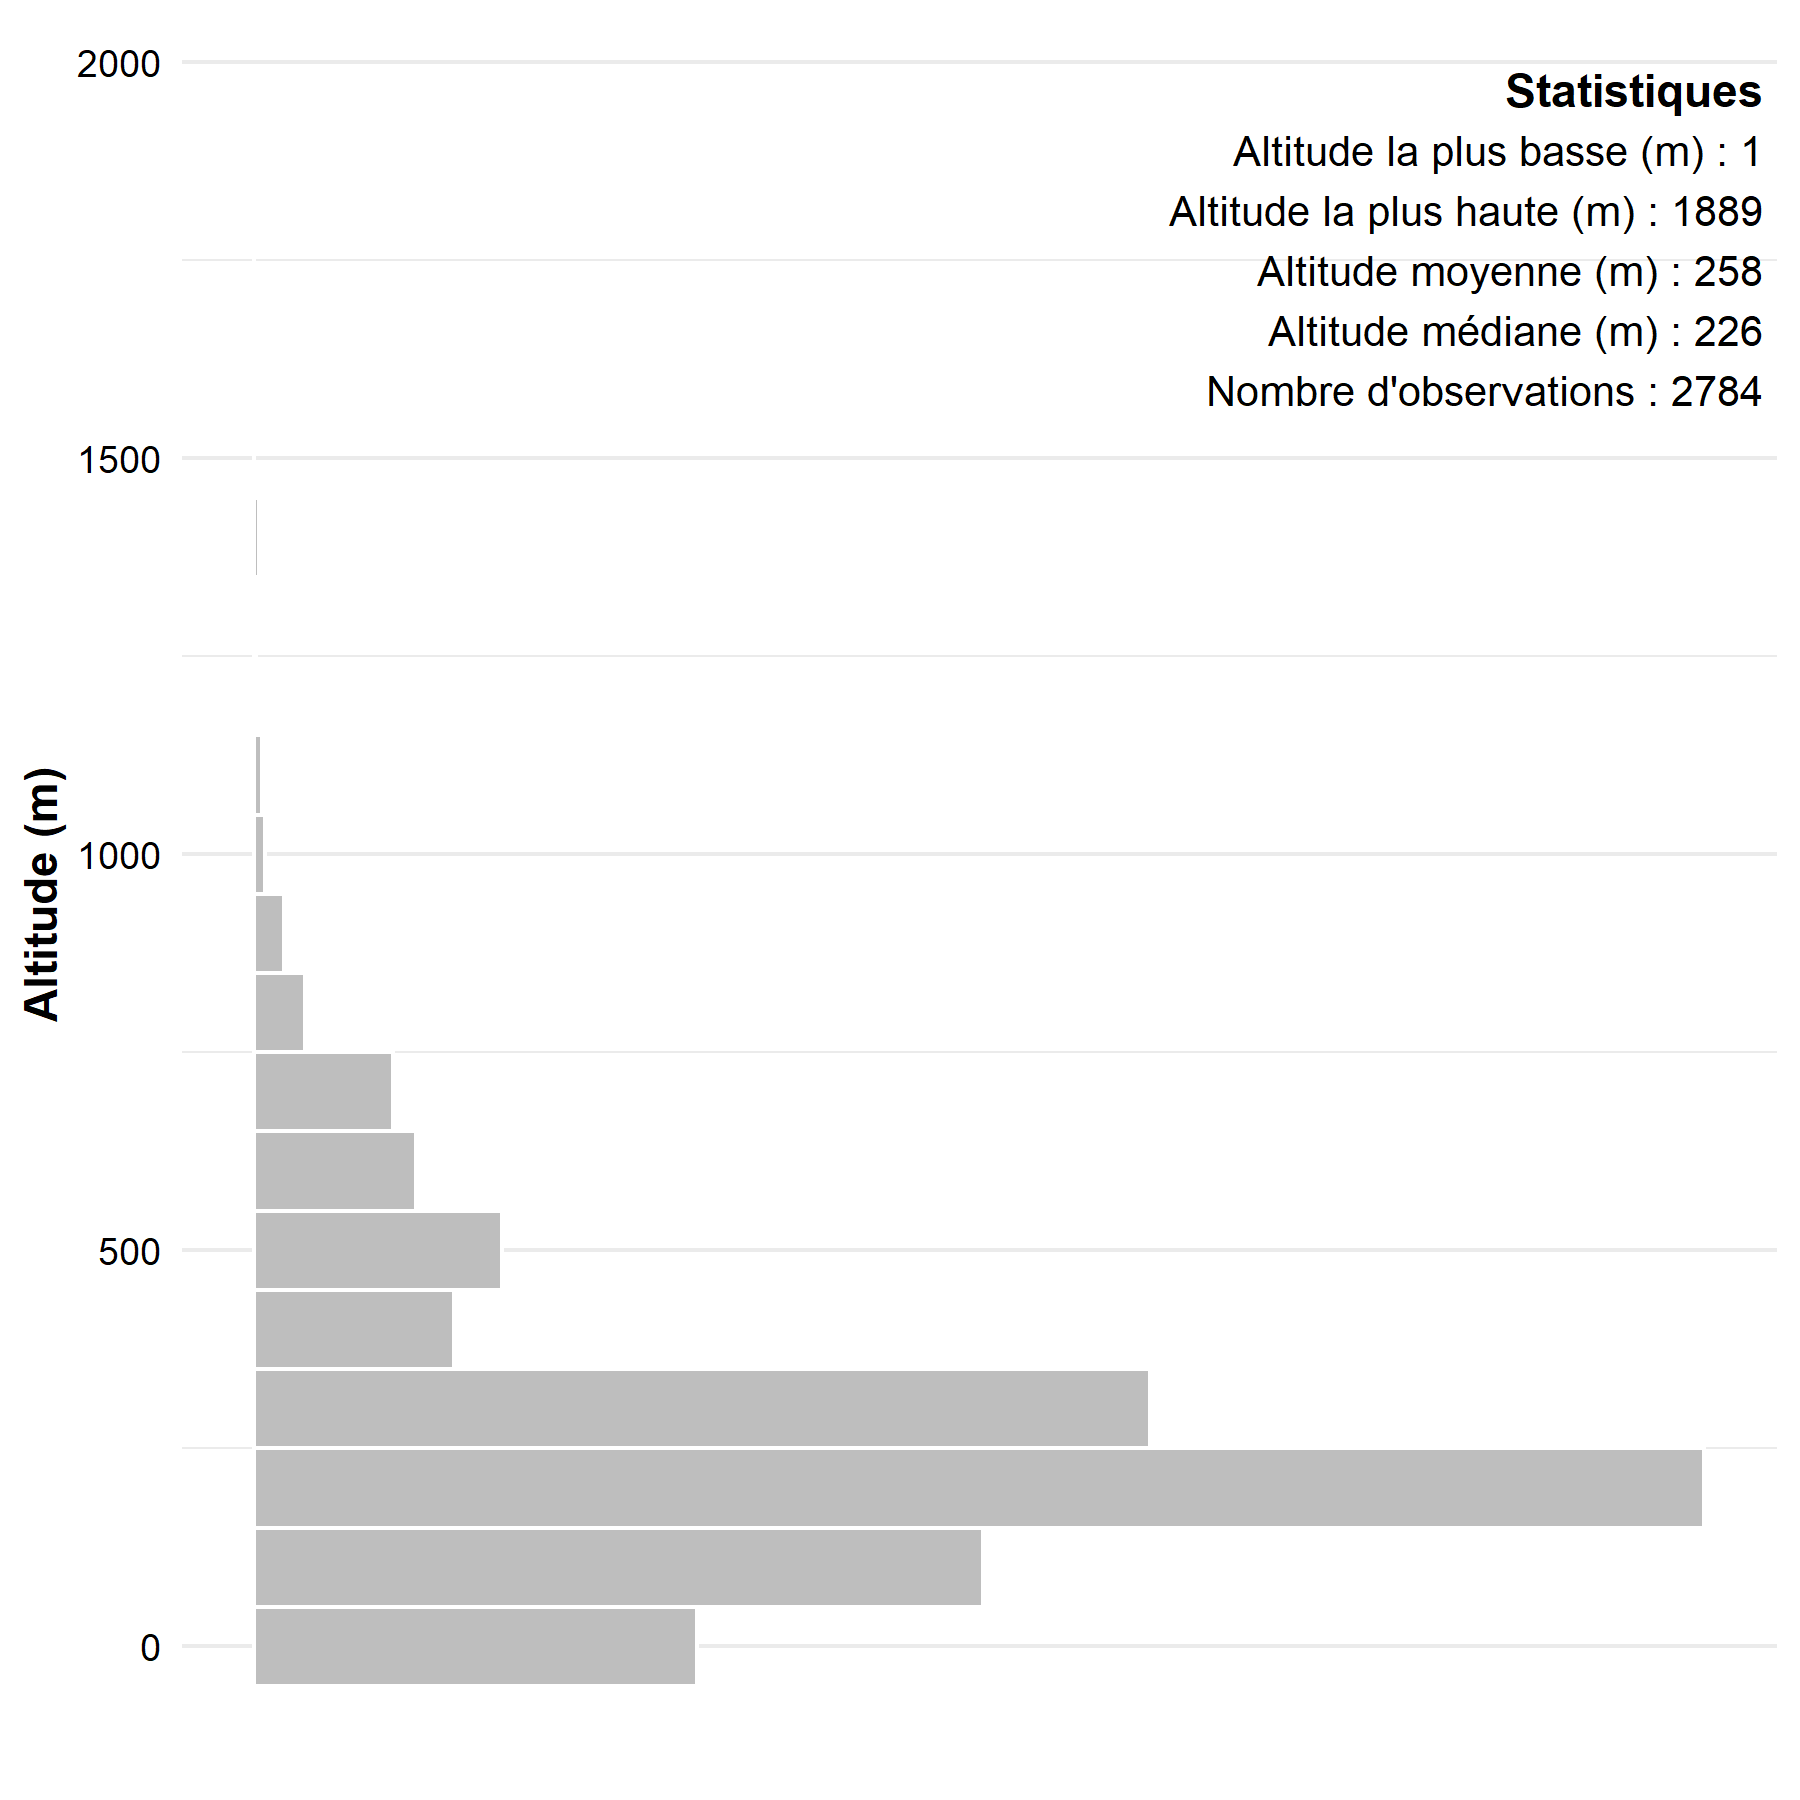 2000
Statistiques
Altitude la plus basse (m) : 1
Altitude la plus haute (m) : 1889
Altitude moyenne (m) : 258
Altitude médiane (m) : 226
Nombre d'observations : 2784
1500
Altitude (m)
1000
500
0